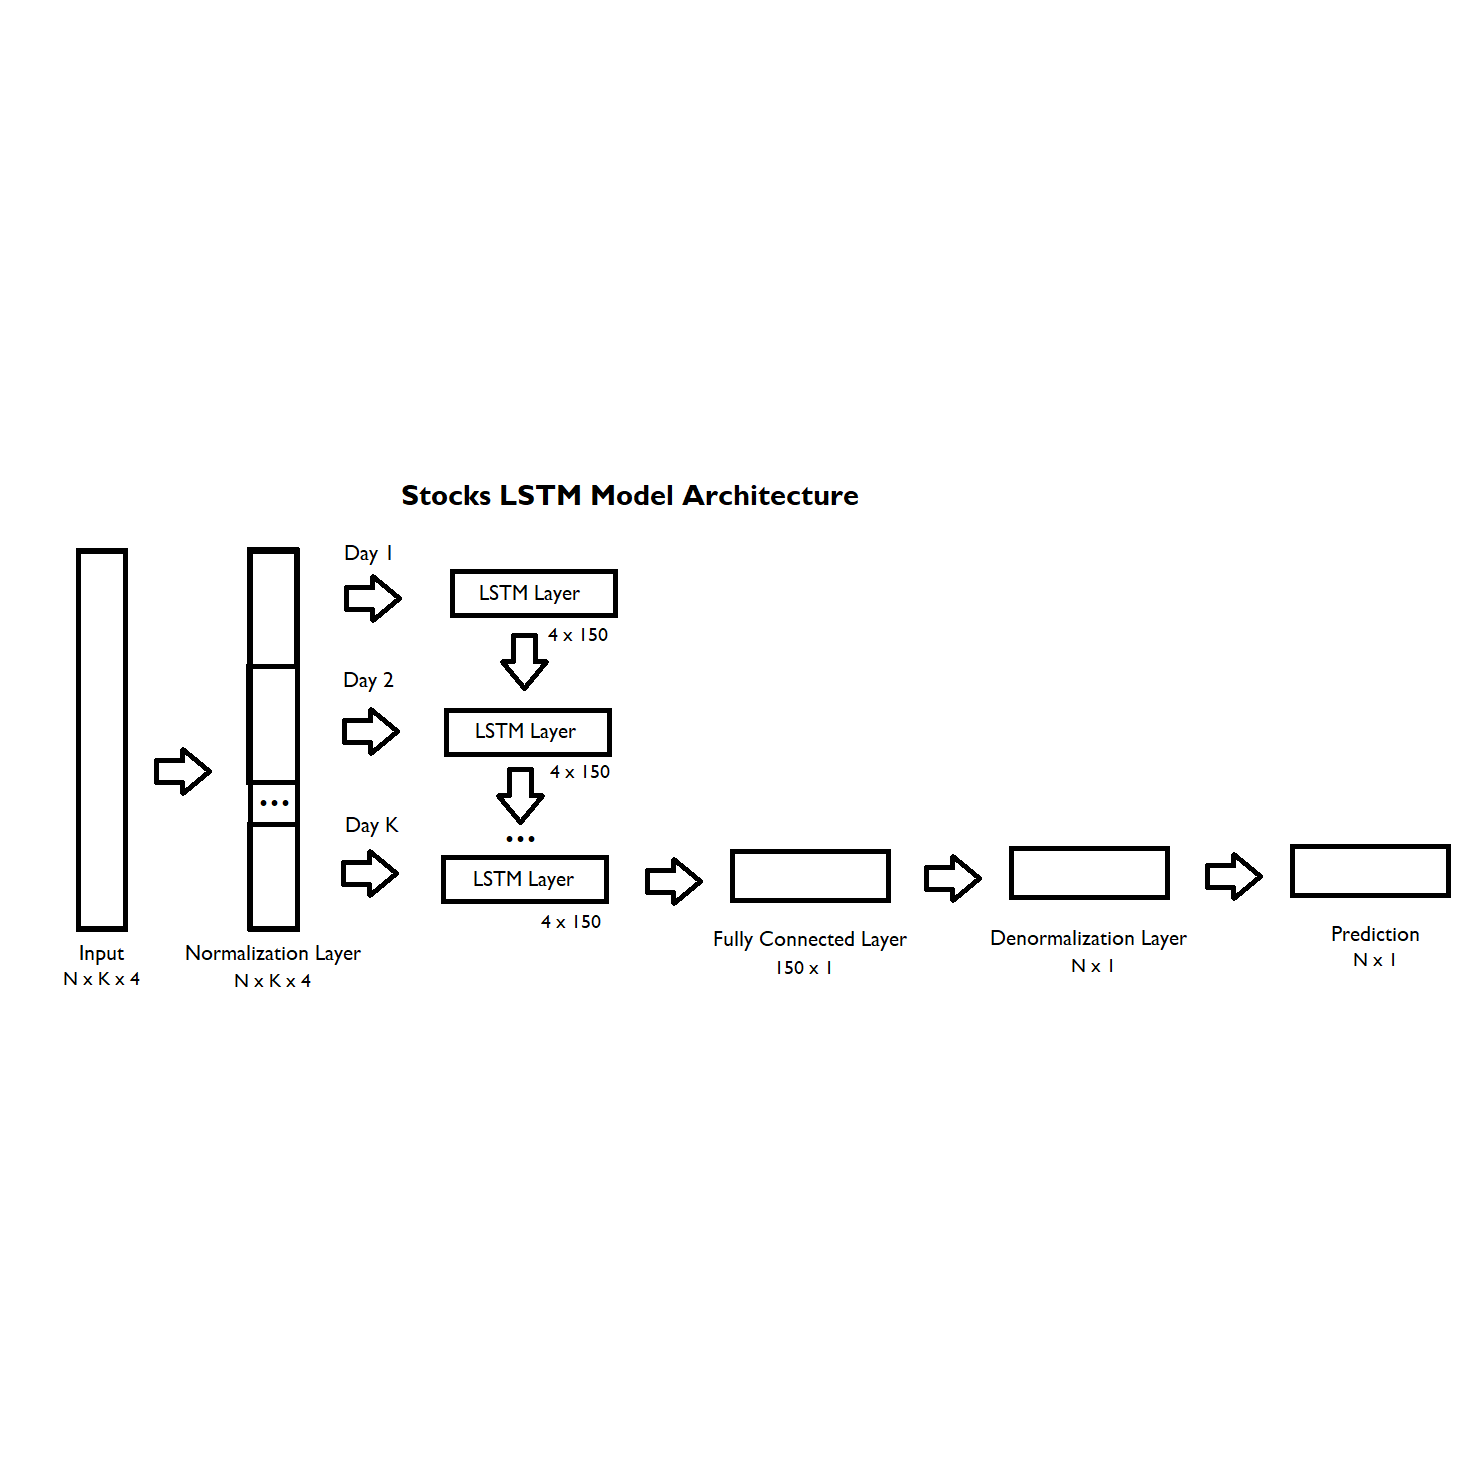 Stocks LSTM Model Architecture
Day 1
LSTM Layer
4 x 150
Day 2
LSTM Layer
4 x 150
...
Day K
...
LSTM Layer
4 x 150
Input
N x K x 4
Normalization Layer
N x K x 4
Fully Connected Layer
150 x 1
Denormalization Layer
N x 1
Prediction
N x 1